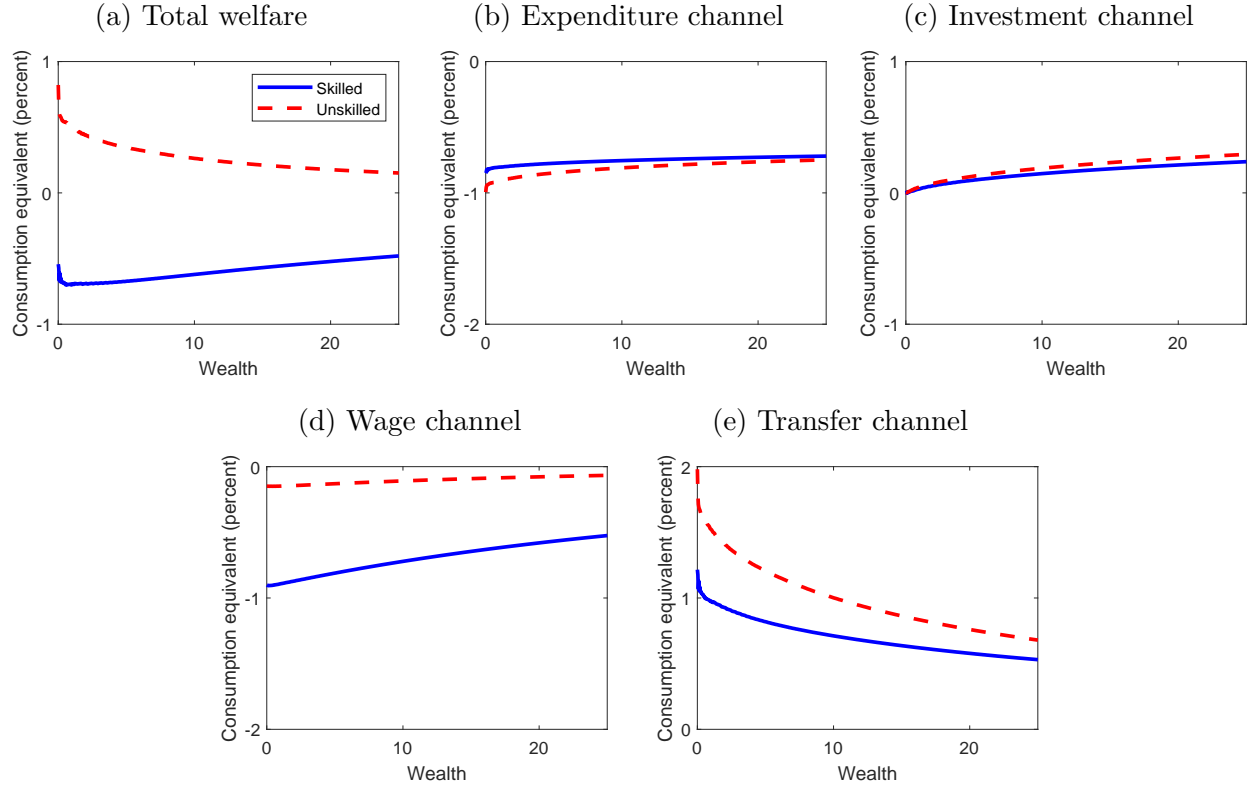 (a) Total welfare
Consumption equivalent (percent)
1
0
-1
0
10
20
Wealth
Skilled
Unskilled
(b) Expenditure channel
Consumption equivalent (percent)
0
-1
-2
0
10
20
Wealth
(c) Investment channel
Consumption equivalent (percent)
1
0
-1
0
10
20
Wealth
(d) Wage channel
Consumption equivalent (percent)
0
-1
-2
0
10
20
Wealth
(e) Transfer channel
Consumption equivalent (percent)
2
1
0
0
10
20
Wealth